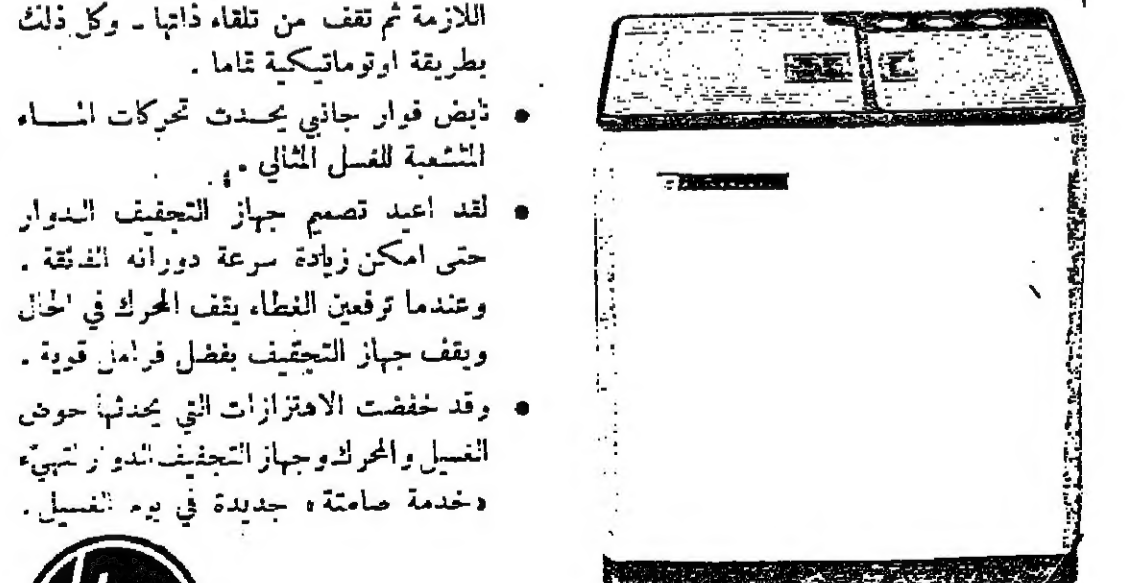 اللازمة ثم تقف من تلقاء ذاتها ـ وكل ذلك
بطريقة اوتوماتيكية تماما .
• نابض فوار جانبي يحـدث تحركات المـــاء
المتشعبة للغسل المثالي .
• لقد اعيد تصميم جهاز التجفيف الدوار
حتى امكن زيادة سرعة دورانه الفائقة .
وعندما ترفعين الغطاء يقف المحرك في الحال
ويقف جهاز التجفيف بفضل فرامل قوية .
• وقد خفضت الاهتزازات التي يحدثها حوض
الغسيل والمحرك وجهاز التجفيف الدوار لتهيّء
«خدمة صامتة» جديدة في يوم الغسيل .